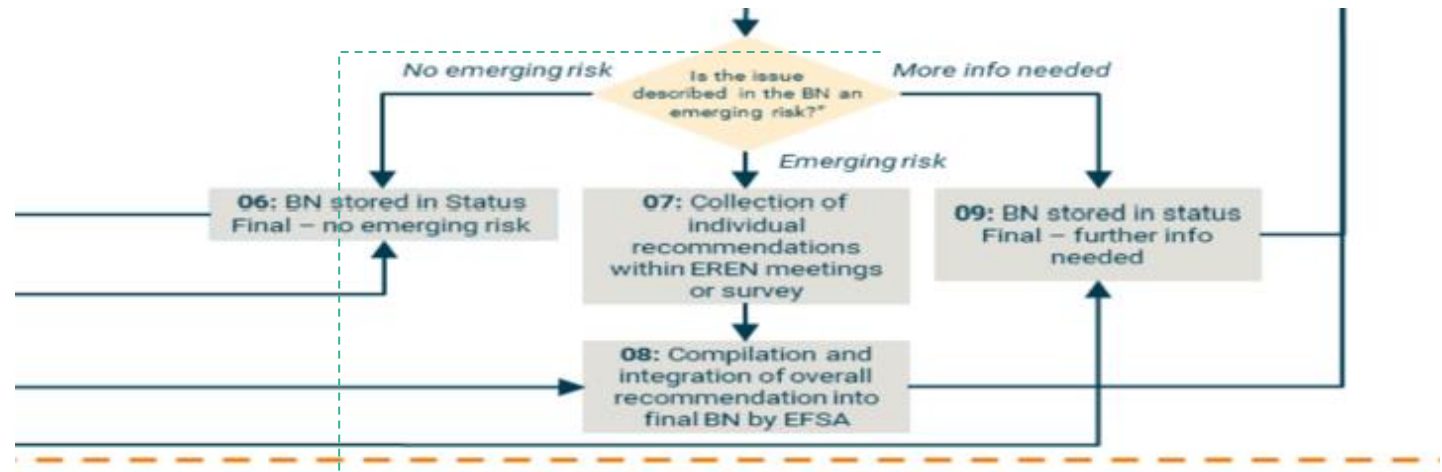 No emerging risk
Is the issue
described in the BN an
emerging risk?"
More info needed
Emerging risk
06: BN stored in Status
Final – no emerging risk
07: Collection of
individual
recommendations
within EREN meetings
or survey
09: BN stored in status
Final – further info
needed
08: Compilation and
integration of overall
recommendation into
final BN by EFSA